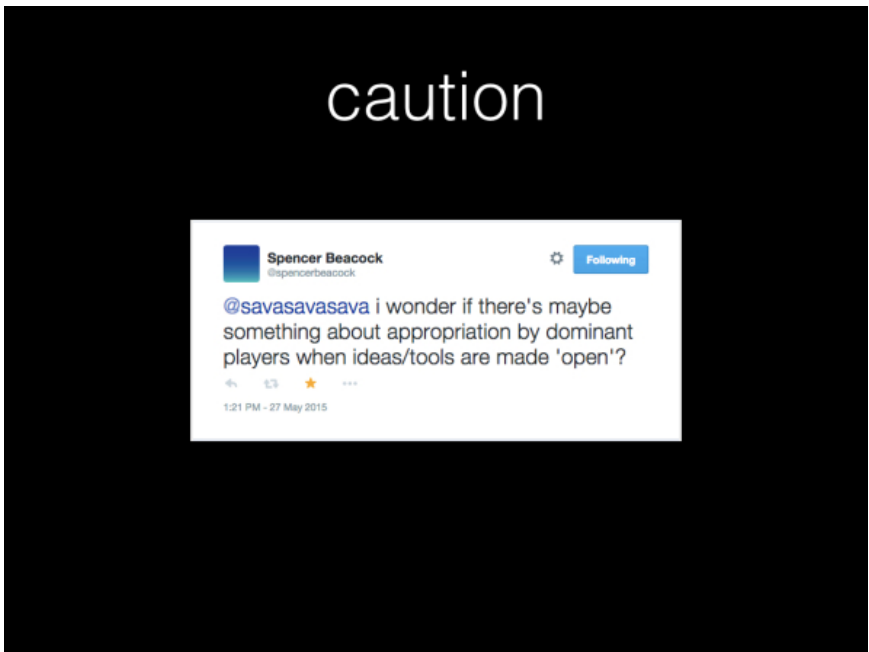 caution
Spencer Beacock
@spencerbeacock
Following
@savasavasava i wonder if there's maybe
something about appropriation by dominant
players when ideas/tools are made 'open'?
1:21 PM - 27 May 2015